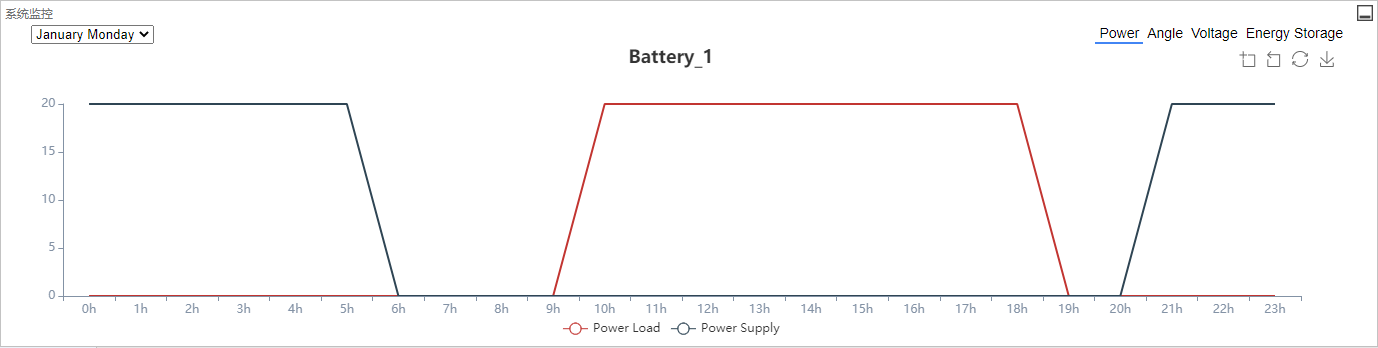 系统监控
January Monday
Power Angle Voltage Energy Storage
Battery_1
20
15
10
5
0
0h 1h 2h 3h 4h 5h 6h 7h 8h 9h 10h 11h 12h 13h 14h 15h 16h 17h 18h 19h 20h 21h 22h 23h
Power Load Power Supply